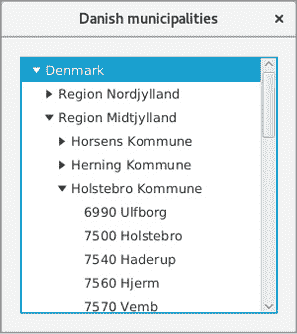 Danish municipalities
Denmark
Region Nordjylland
Region Midtjylland
Horsens Kommune
Herning Kommune
Holstebro Kommune
6990 Ulfborg
7500 Holstebro
7540 Haderup
7560 Hjerm
7570 Vemb